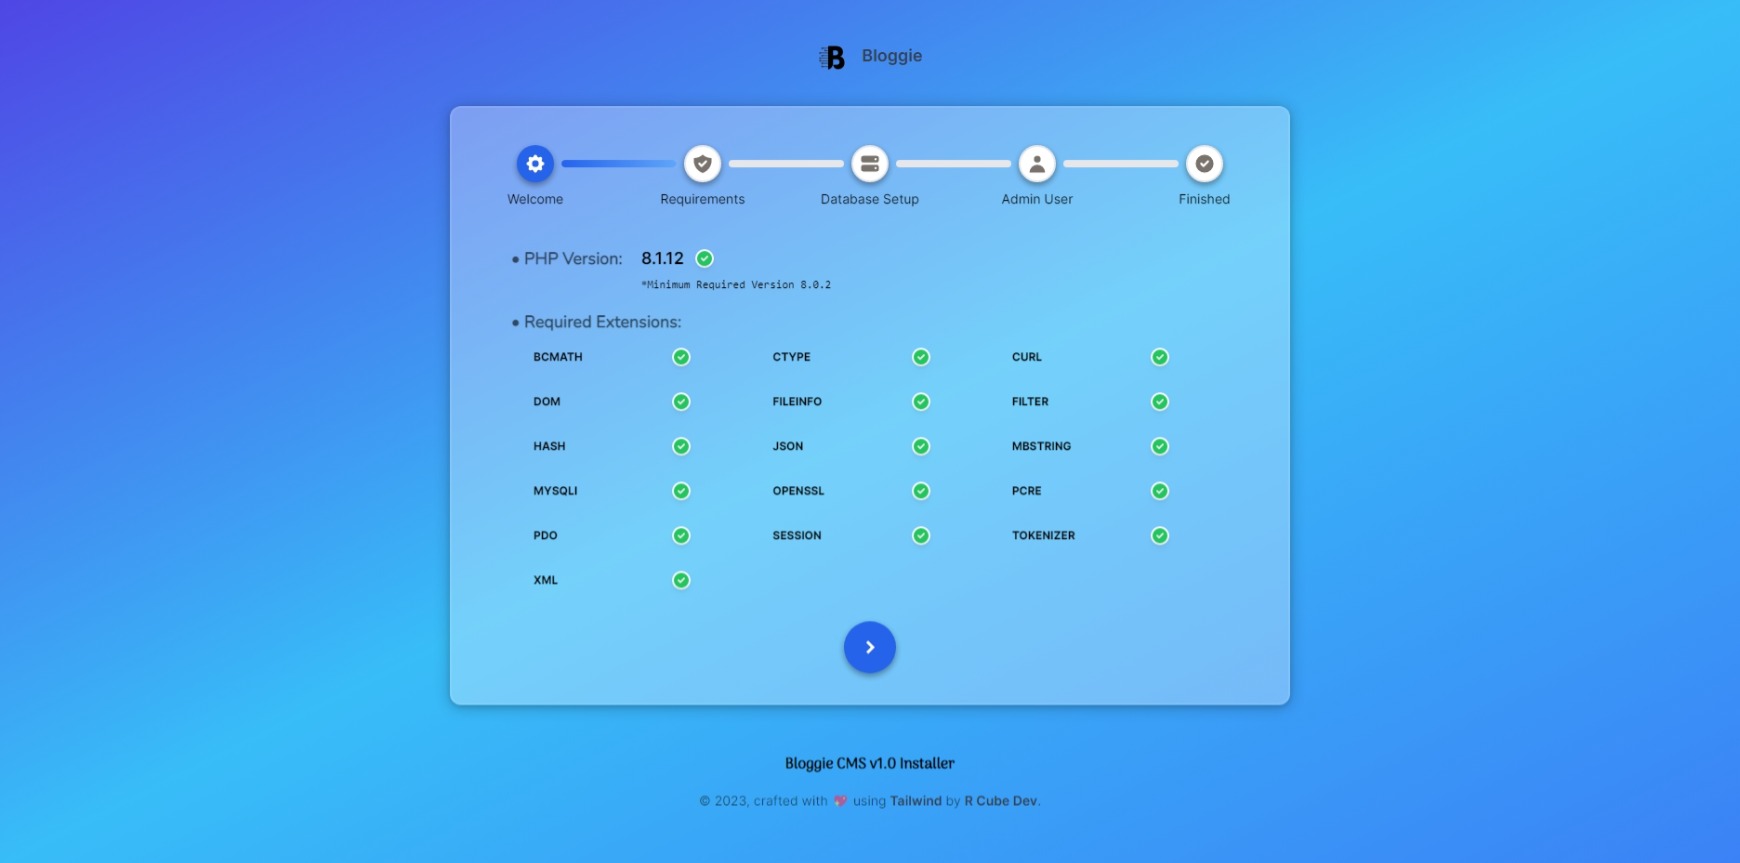 Bloggie
Welcome Requirements Database Setup Admin User Finished
• PHP Version: 8.1.12
*Minimum Required Version 8.0.2
• Required Extensions:
BCMATH CTYPE CURL
DOM FILEINFO FILTER
HASH JSON MBSTRING
MYSQLI OPENSSL PCRE
PDO SESSION TOKENIZER
XML
Bloggie CMS v1.0 Installer
© 2023, crafted with 💖 using Tailwind by R Cube Dev.